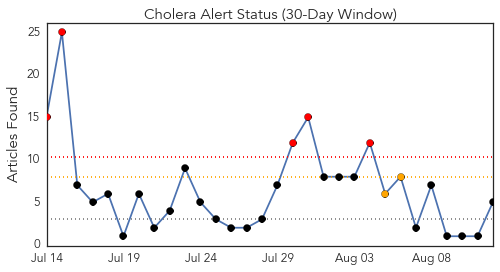 Cholera Alert Status (30-Day Window)
25
20
15
10
5
0
Articles Found
Jul 14 Jul 19 Jul 24 Jul 29 Aug 03 Aug 08